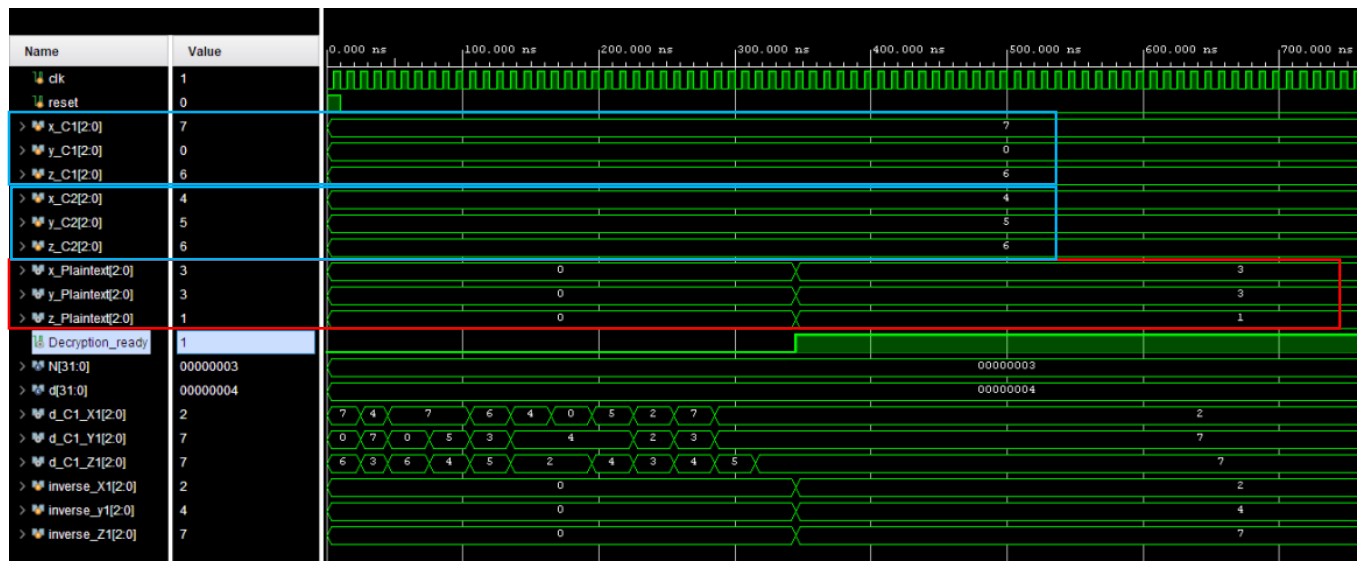 Name Value 0.000 ns 100.000 ns 200.000 ns 300.000 ns 400.000 ns 500.000 ns 600.000 ns 700.000 ns
clk 1
reset 0
x_C1[2:0] 7 7
y_C1[2:0] 0 0
z_C1[2:0] 6 6
x_C2[2:0] 4 4
y_C2[2:0] 5 5
z_C2[2:0] 6 6
x_Plaintext[2:0] 3 0 3
y_Plaintext[2:0] 3 0 3
z_Plaintext[2:0] 1 0 1
Decryption_ready 1
N[31:0] 00000003 00000003
d[31:0] 00000004 00000004
d_C1_X1[2:0] 2 7 4 7 6 4 0 5 2 7 2
d_C1_Y1[2:0] 7 0 7 0 5 3 4 2 3 7
d_C1_Z1[2:0] 7 6 3 6 4 5 2 4 3 4 5 7
inverse_X1[2:0] 2 0 2
inverse_y1[2:0] 4 0 4
inverse_Z1[2:0] 7 0 7